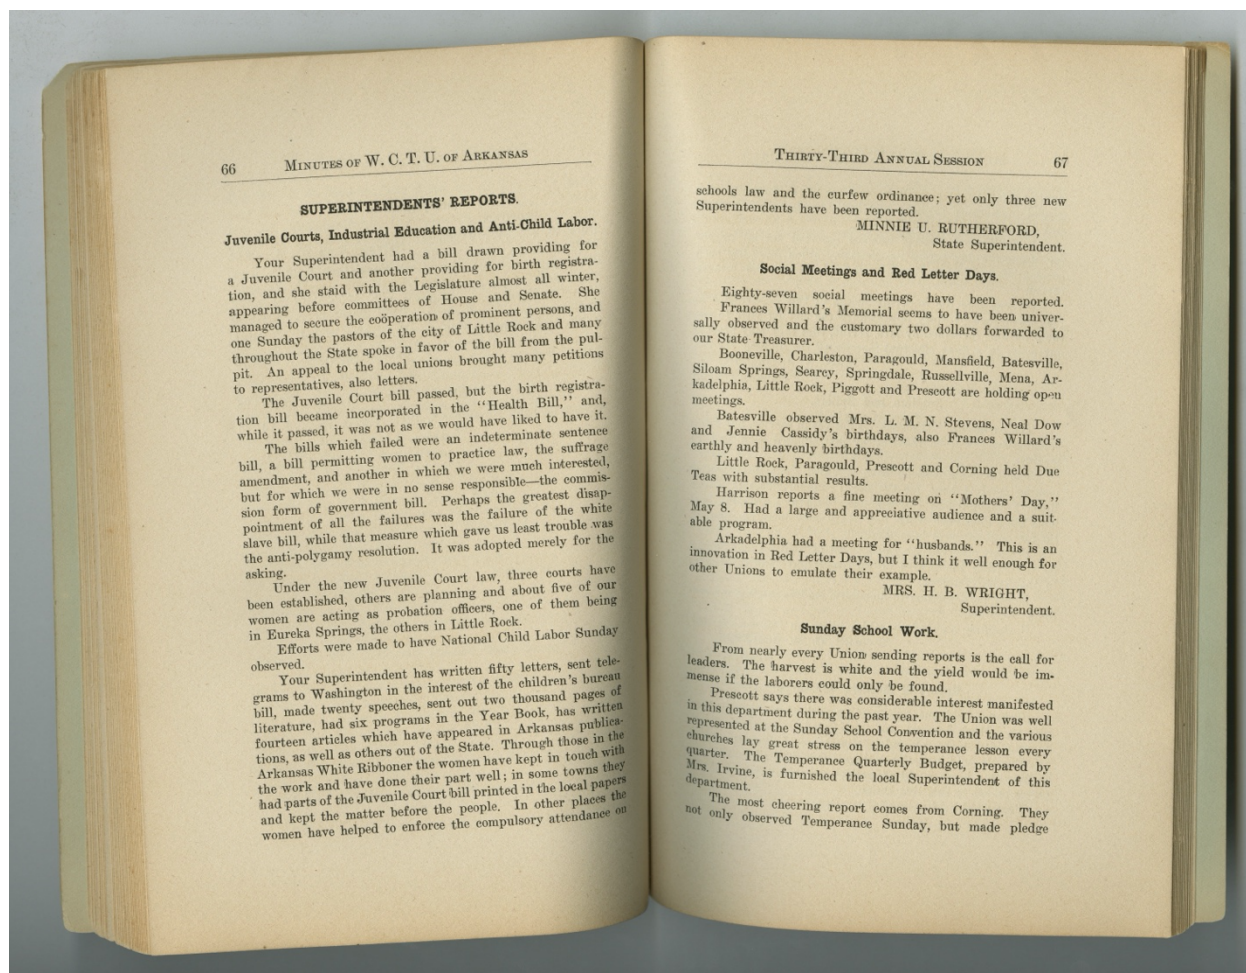 66 MINUTES OF W. C. T. U. OF ARKANSAS
SUPERINTENDENTS' REPORTS.
Juvenile Courts, Industrial Education and Anti-Child Labor.
Your Superintendent had a bill drawn providing for
a Juvenile Court and another providing for birth registra-
tion, and she staid with the Legislature almost all winter,
appearing before committees of House and Senate. She
managed to secure the coöperation of prominent persons, and
one Sunday the pastors of the city of Little Rock and many
throughout the State spoke in favor of the bill from the pul-
pit. An appeal to the local unions brought many petitions
to representatives, also letters.
The Juvenile Court bill passed, but the birth registra-
tion bill became incorporated in the "Health Bill," and,
while it passed, it was not as we would have liked to have it.
The bills which failed were an indeterminate sentence
bill, a bill permitting women to practice law, the suffrage
amendment, and another in which we were much interested,
but for which we were in no sense responsible—the commis-
sion form of government bill. Perhaps the greatest disap-
pointment of all the failures was the failure of the white
slave bill, while that measure which gave us least trouble was
the anti-polygamy resolution. It was adopted merely for the
asking.
Under the new Juvenile Court law, three courts have
been established, others are planning and about five of our
women are acting as probation officers, one of them being
in Eureka Springs, the others in Little Rock.
Efforts were made to have National Child Labor Sunday
observed.
Your Superintendent has written fifty letters, sent tele-
grams to Washington in the interest of the children's bureau
bill, made twenty speeches, sent out two thousand pages of
literature, had six programs in the Year Book, has written
fourteen articles which have appeared in Arkansas publica-
tions, as well as others out of the State. Through those in the
Arkansas White Ribboner the women have kept in touch with
the work and have done their part well; in some towns they
had parts of the Juvenile Court bill printed in the local papers
and kept the matter before the people. In other places the
women have helped to enforce the compulsory attendance on
THIRTY-THIRD ANNUAL SESSION 67
schools law and the curfew ordinance; yet only three new
Superintendents have been reported.
MINNIE U. RUTHERFORD,
State Superintendent.
Social Meetings and Red Letter Days.
Eighty-seven social meetings have been reported.
Frances Willard's Memorial seems to have been univer-
sally observed and the customary two dollars forwarded to
our State Treasurer.
Booneville, Charleston, Paragould, Mansfield, Batesville,
Siloam Springs, Searcy, Springdale, Russellville, Mena, Ar-
kadelphia, Little Rock, Piggott and Prescott are holding open
meetings.
Batesville observed Mrs. L. M. N. Stevens, Neal Dow
and Jennie Cassidy's birthdays, also Frances Willard's
earthly and heavenly birthdays.
Little Rock, Paragould, Prescott and Corning held Due
Teas with substantial results.
Harrison reports a fine meeting on "Mothers' Day,"
May 8. Had a large and appreciative audience and a suit-
able program.
Arkadelphia had a meeting for "husbands." This is an
innovation in Red Letter Days, but I think it well enough for
other Unions to emulate their example.
MRS. H. B. WRIGHT,
Superintendent.
Sunday School Work.
From nearly every Union sending reports is the call for
leaders. The harvest is white and the yield would be im-
mense if the laborers could only be found.
Prescott says there was considerable interest manifested
in this department during the past year. The Union was well
represented at the Sunday School Convention and the various
churches lay great stress on the temperance lesson every
quarter. The Temperance Quarterly Budget, prepared by
Mrs. Irvine, is furnished the local Superintendent of this
department.
The most cheering report comes from Corning. They
not only observed Temperance Sunday, but made pledge